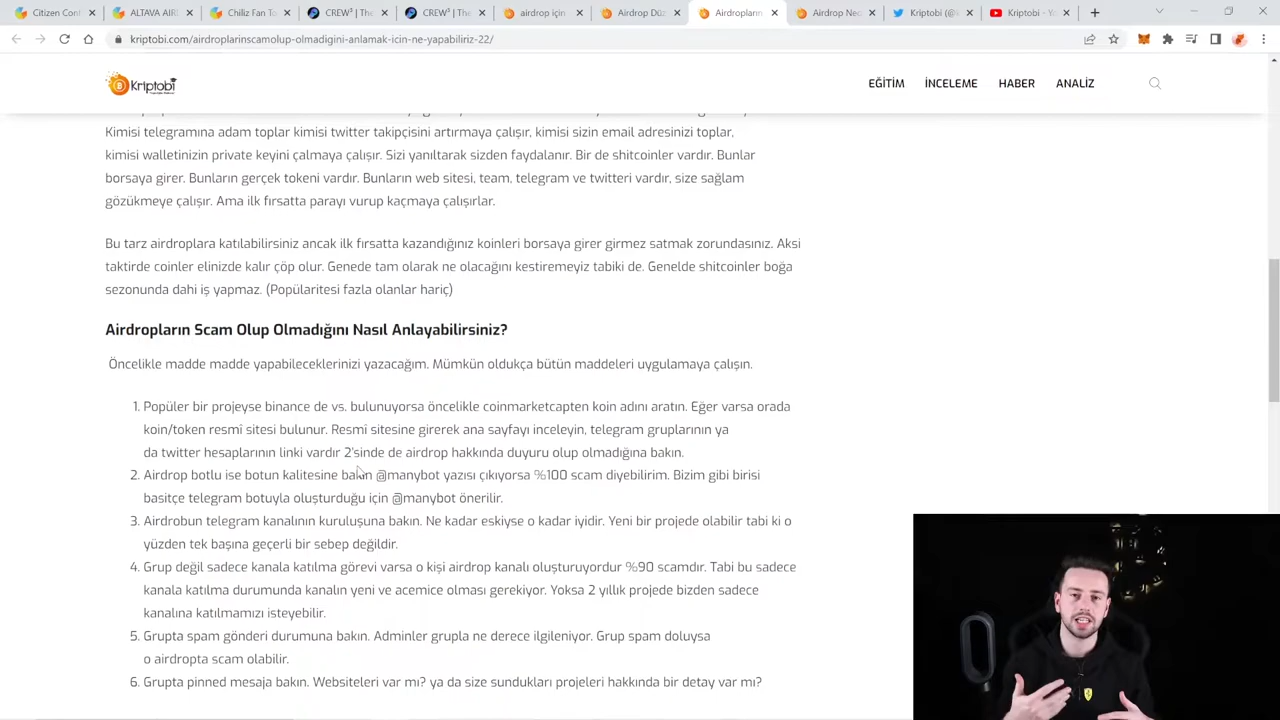 Citizen Cont
ALTAVA AIRI
Chiliz Fan To
CREW³ | The
CREW³ | The
airdrop için
Airdrop Düz
Airdropların
Airdrop Ned
Kriptobi (@k
Kriptobi - Yo
kriptobi.com/airdroplarinscamolup-olmadigini-anlamak-icin-ne-yapabiliriz-22/
Kriptobi
EĞİTİM
İNCELEME
HABER
ANALİZ
Kimisi telegramına adam toplar kimisi twitter takipçisini artırmaya çalışır, kimisi sizin email adresinizi toplar,
kimisi walletinizin private keyini çalmaya çalışır. Sizi yanıltarak sizden faydalanır. Bir de shitcoinler vardır. Bunlar
borsaya girer. Bunların gerçek tokeni vardır. Bunların web sitesi, team, telegram ve twitteri vardır, size sağlam
gözükmeye çalışır. Ama ilk fırsatta parayı vurup kaçmaya çalışırlar.
Bu tarz airdroplara katılabilirsiniz ancak ilk fırsatta kazandığınız koinleri borsaya girer girmez satmak zorundasınız. Aksi
taktirde coinler elinizde kalır çöp olur. Genede tam olarak ne olacağını kestiremeyiz tabiki de. Genelde shitcoinler boğa
sezonunda dahi iş yapmaz. (Popülaritesi fazla olanlar hariç)
Airdropların Scam Olup Olmadığını Nasıl Anlayabilirsiniz?
Öncelikle madde madde yapabileceklerinizi yazacağım. Mümkün oldukça bütün maddeleri uygulamaya çalışın.
1. Popüler bir projeyse binance de vs. bulunuyorsa öncelikle coinmarketcapten koin adını aratın. Eğer varsa orada
koin/token resmî sitesi bulunur. Resmî sitesine girerek ana sayfayı inceleyin, telegram gruplarının ya
da twitter hesaplarının linki vardır 2'sinde de airdrop hakkında duyuru olup olmadığına bakın.
2. Airdrop botlu ise botun kalitesine bakın @manybot yazısı çıkıyorsa %100 scam diyebilirim. Bizim gibi birisi
basitçe telegram botuyla oluşturduğu için @manybot önerilir.
3. Airdrobun telegram kanalının kuruluşuna bakın. Ne kadar eskiyse o kadar iyidir. Yeni bir projede olabilir tabi ki o
yüzden tek başına geçerli bir sebep değildir.
4. Grup değil sadece kanala katılma görevi varsa o kişi airdrop kanalı oluşturuyordur %90 scamdır. Tabi bu sadece
kanala katılma durumunda kanalın yeni ve acemice olması gerekiyor. Yoksa 2 yıllık projede bizden sadece
kanalına katılmamızı isteyebilir.
5. Grupta spam gönderi durumuna bakın. Adminler grupla ne derece ilgileniyor. Grup spam doluysa
o airdropta scam olabilir.
6. Grupta pinned mesaja bakın. Websiteleri var mı? ya da size sundukları projeleri hakkında bir detay var mı?